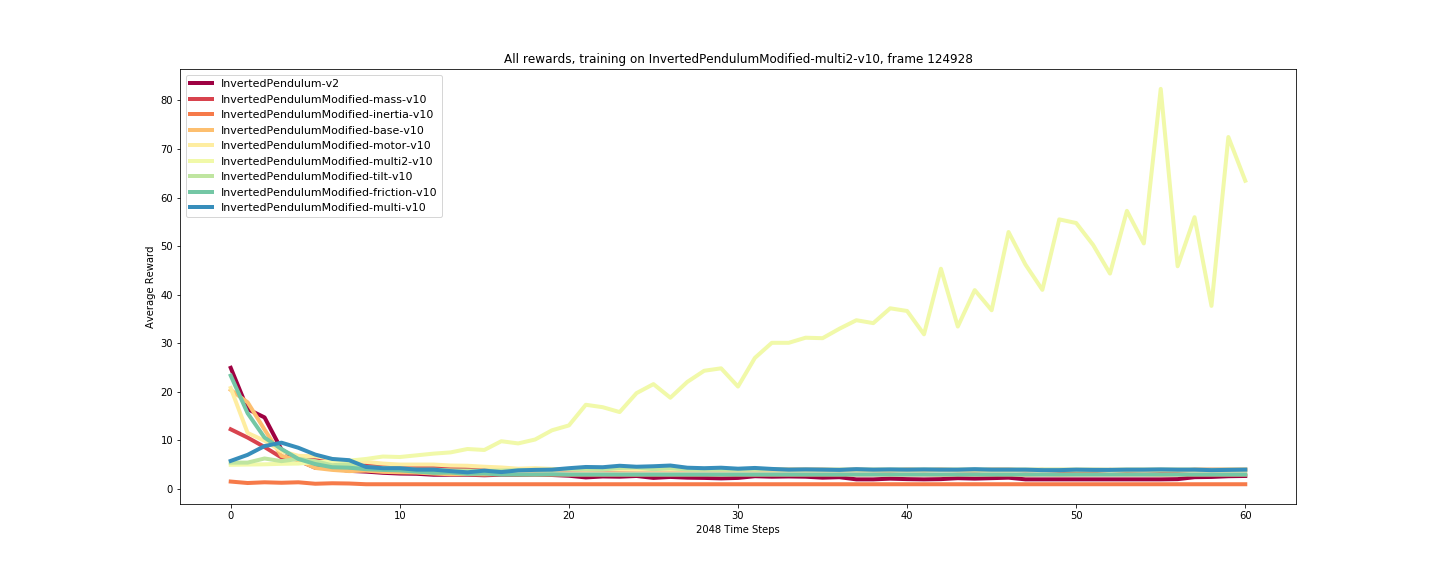 All rewards, training on InvertedPendulumModified-multi2-v10, frame 124928
InvertedPendulum-v2
InvertedPendulumModified-mass-v10
InvertedPendulumModified-inertia-v10
InvertedPendulumModified-base-v10
InvertedPendulumModified-motor-v10
InvertedPendulumModified-multi2-v10
InvertedPendulumModified-tilt-v10
InvertedPendulumModified-friction-v10
InvertedPendulumModified-multi-v10
Average Reward
80
70
60
50
40
30
20
10
0
0 10 20 30 40 50 60
2048 Time Steps